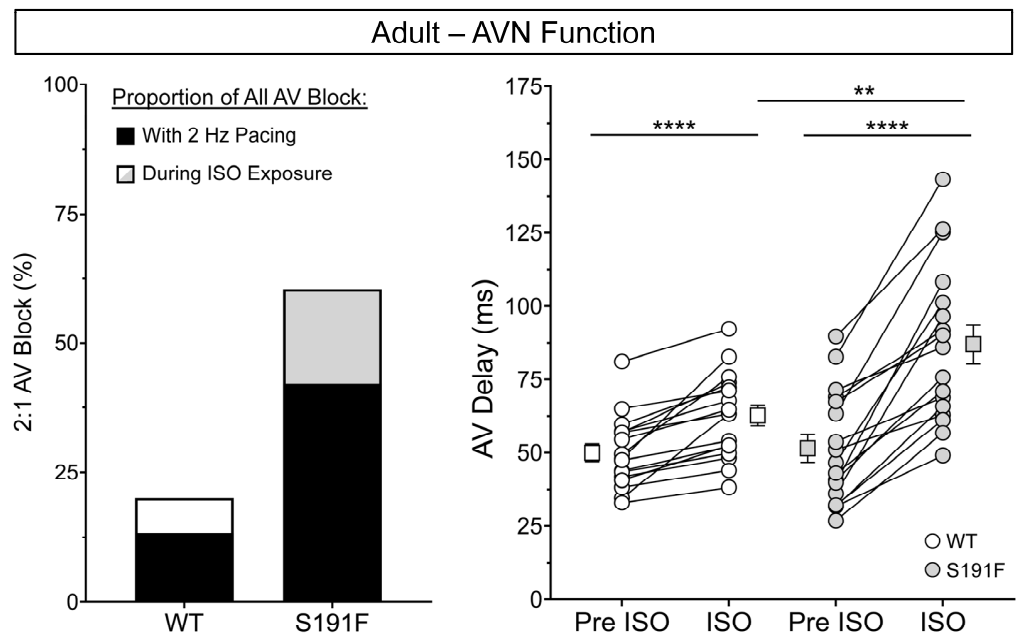 Adult – AVN Function
2:1 AV Block (%)
100
75
50
25
0
Proportion of All AV Block:
With 2 Hz Pacing
During ISO Exposure
WT
S191F
AV Delay (ms)
175
150
125
100
75
50
25
0
**
****
****
WT
S191F
Pre ISO
ISO
Pre ISO
ISO